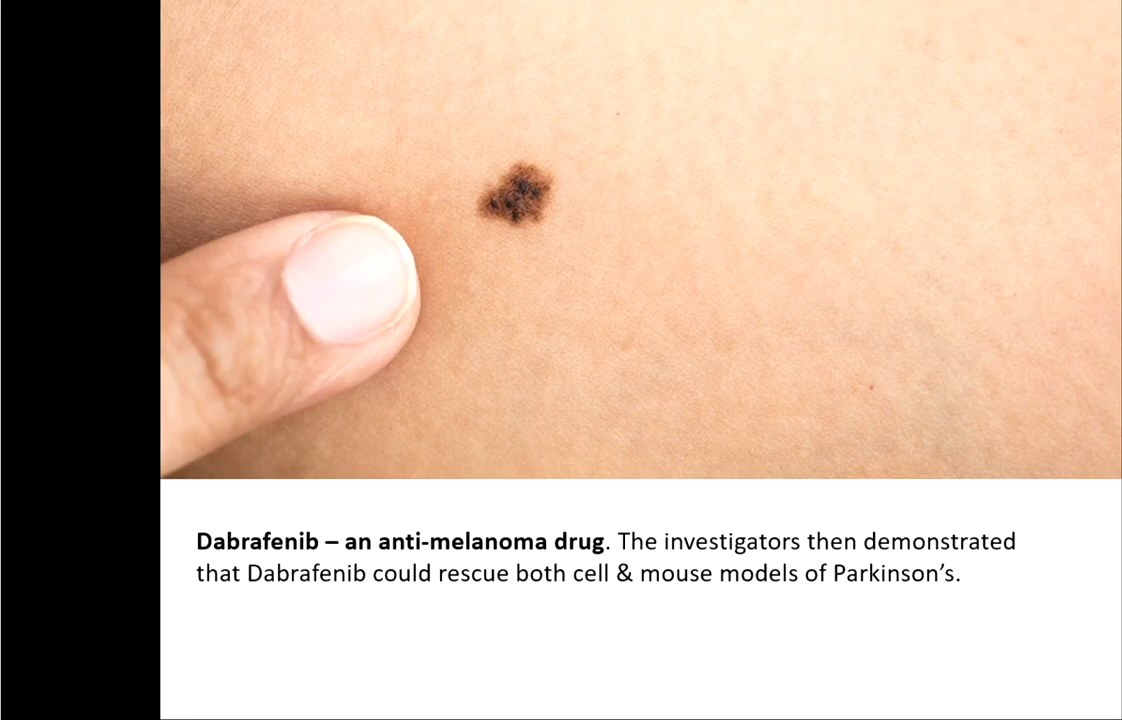 Dabrafenib – an anti-melanoma drug. The investigators then demonstrated
that Dabrafenib could rescue both cell & mouse models of Parkinson’s.